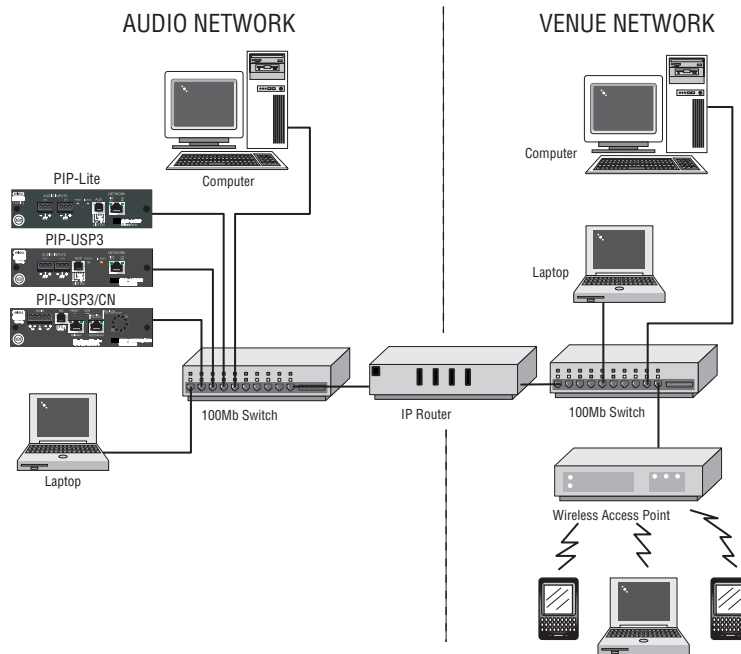 AUDIO NETWORK
VENUE NETWORK
Computer
PIP-Lite
PIP-USP3
PIP-USP3/CN
100Mb Switch
Laptop
IP Router
Computer
Laptop
100Mb Switch
Wireless Access Point